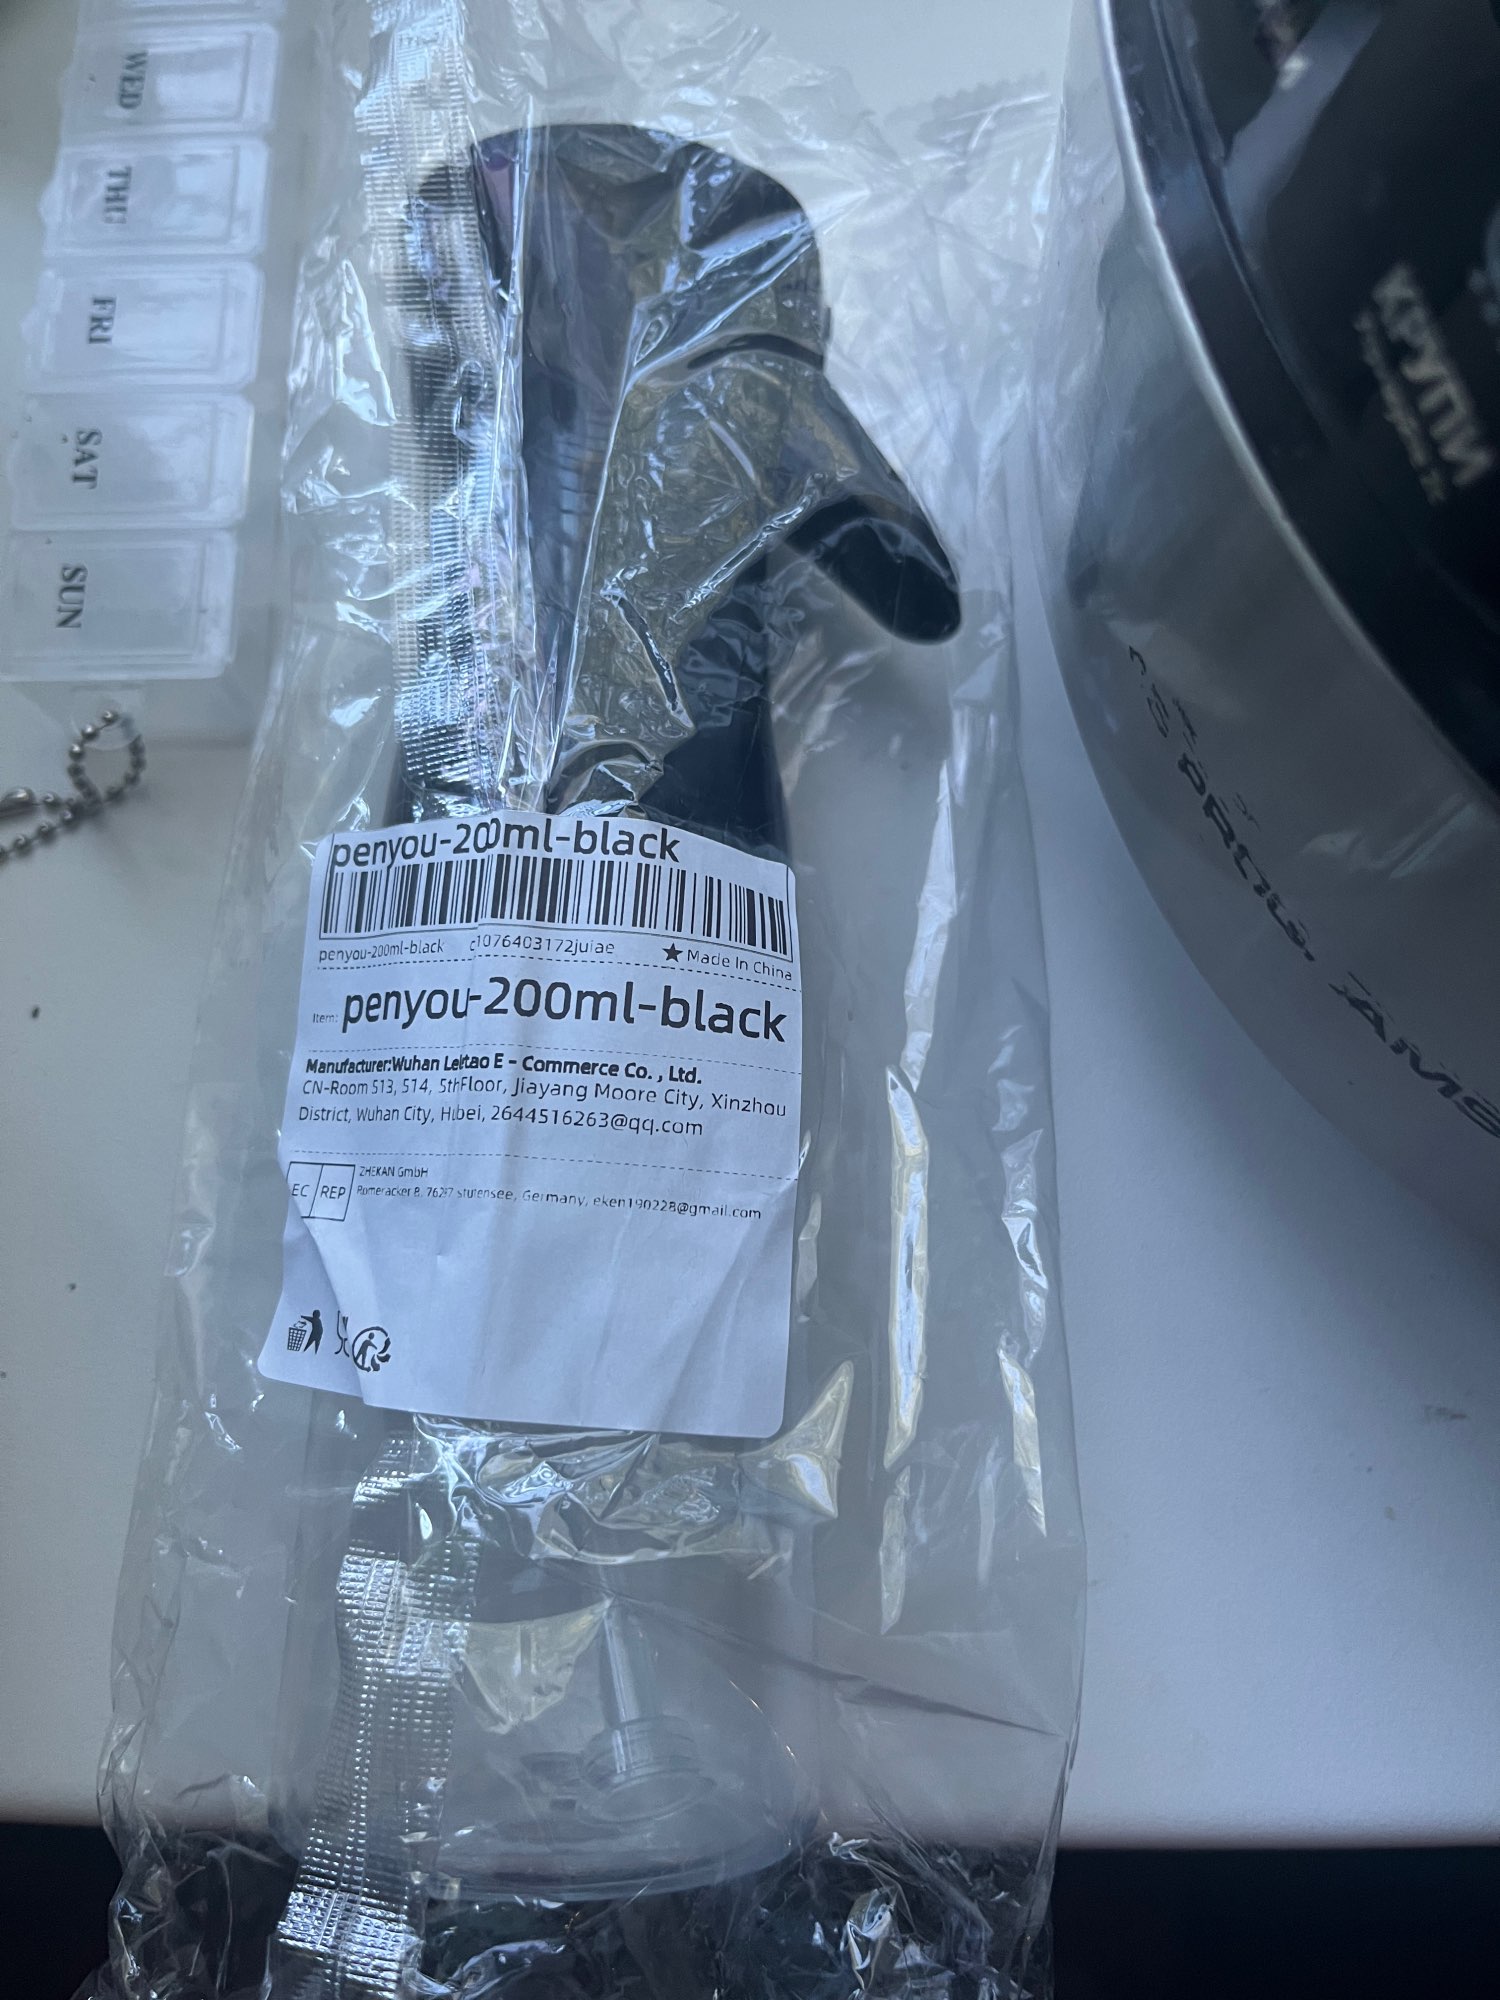 WED
THU
FRI
SAT
SUN
penyou-200ml-black
penyou-200ml-black c1076403172juiae ★ Made In China
Item: penyou-200ml-black
Manufacturer:Wuhan Leitao E - Commerce Co. , Ltd.
CN-Room 513, 514, 5thFloor, Jiayang Moore City, Xinzhou
District, Wuhan City, Hubei, 2644516263@qq.com
EC REP
ZHEKAN GmbH
Romeracker 8, 76297 stutensee, Germany, eken190228@gmail.com